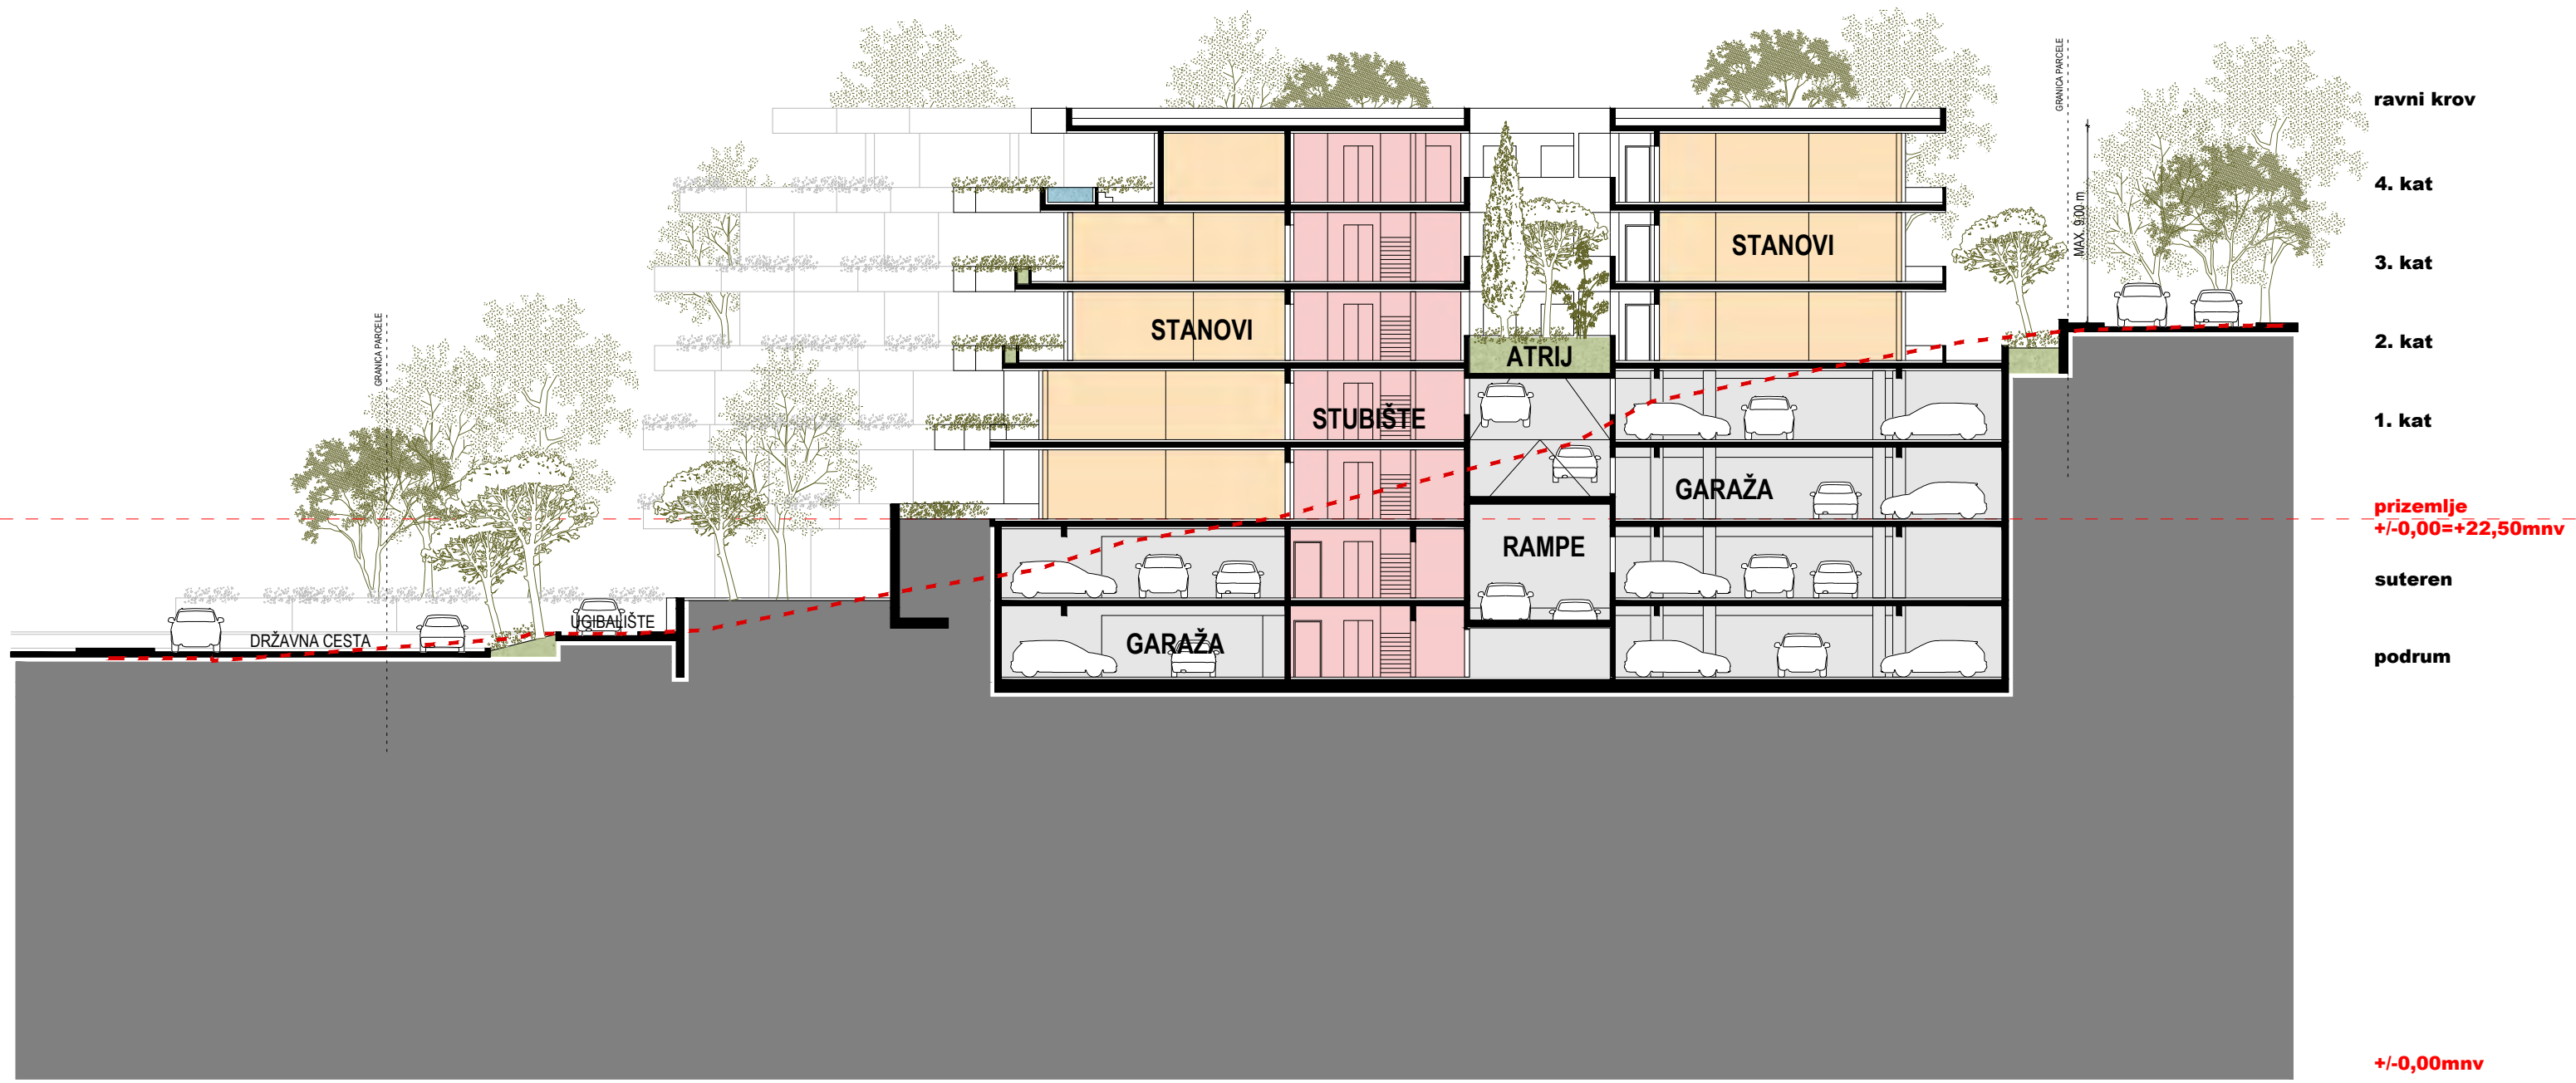 GRANICA PARCELE
ravni krov
4. kat
MAX. 9,00 m
STANOVI
3. kat
GRANICA PARCELE
STANOVI
ATRIJ
2. kat
STUBIŠTE
1. kat
GARAŽA
prizemlje
+/-0,00=+22,50mnv
RAMPE
suteren
UGIBALIŠTE
DRŽAVNA CESTA
GARAŽA
podrum
+/-0,00mnv